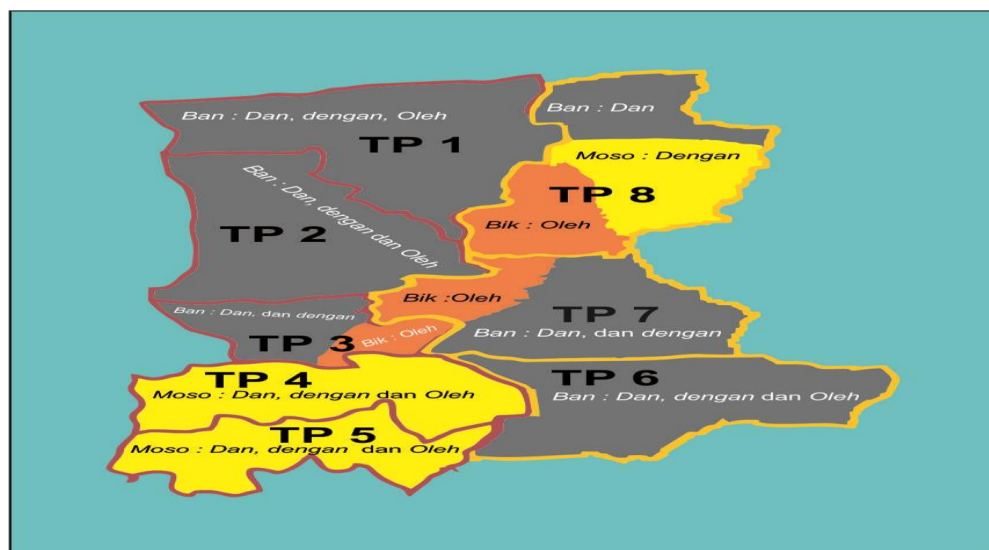 Ban : Dan, dengan, Oleh
TP 1
Ban : Dan
Moso : Dengan
TP 8
Bik : Oleh
Ban : Dan, dengan dan Oleh
TP 2
Bik :Oleh
TP 7
Ban : Dan, dan dengan
Ban : Dan, dan dengan
TP 3
Bik : Oleh
TP 4
Moso : Dan, dengan dan Oleh
TP 6
Ban : Dan, dengan dan Oleh
TP 5
Moso : Dan, dengan dan Oleh